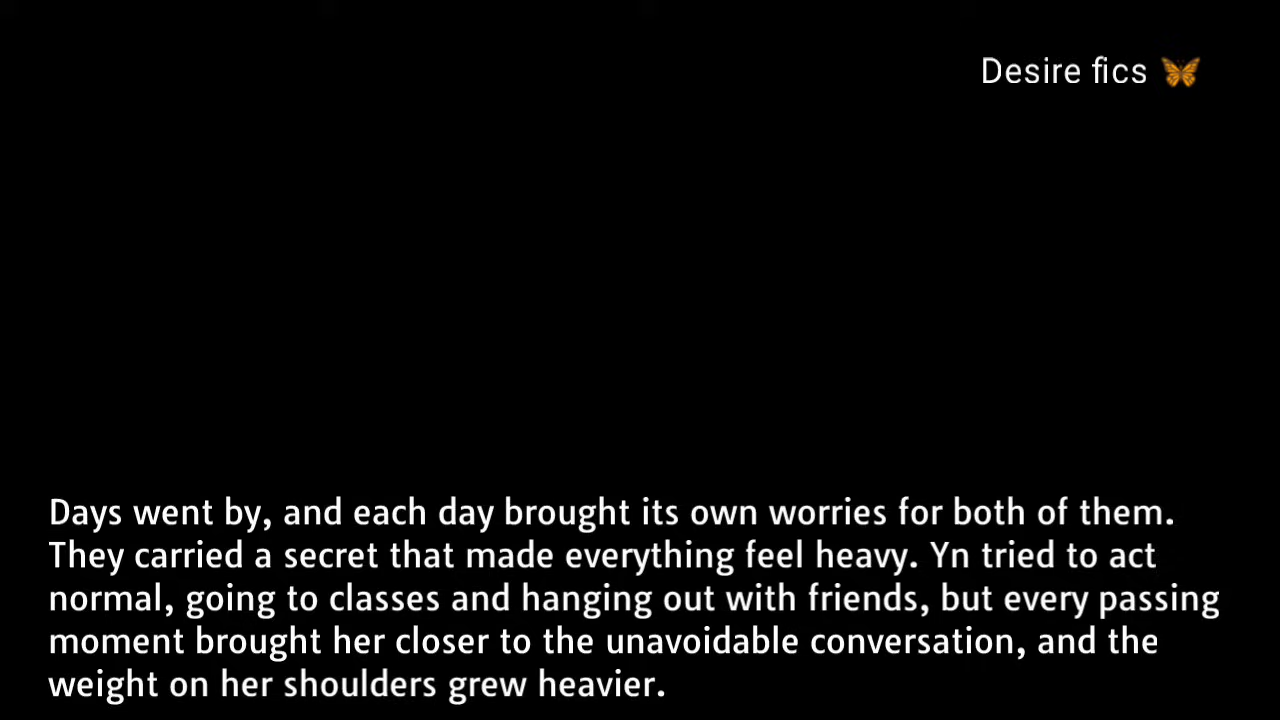 Desire fics 🦋
Days went by, and each day brought its own worries for both of them.
They carried a secret that made everything feel heavy. Yn tried to act
normal, going to classes and hanging out with friends, but every passing
moment brought her closer to the unavoidable conversation, and the
weight on her shoulders grew heavier.